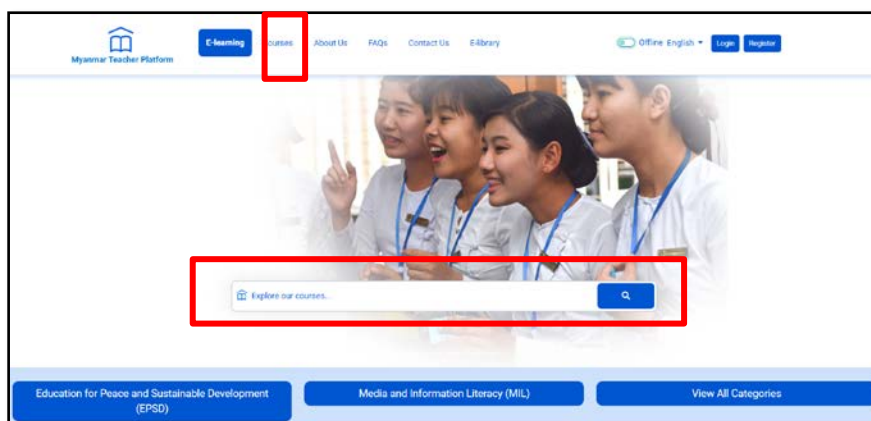 Myanmar Teacher Platform
E-learning
Courses
About Us
FAQs
Contact Us
E-library
Offline English
Login
Register
Explore our courses...
Education for Peace and Sustainable Development
(EPSD)
Media and Information Literacy (MIL)
View All Categories